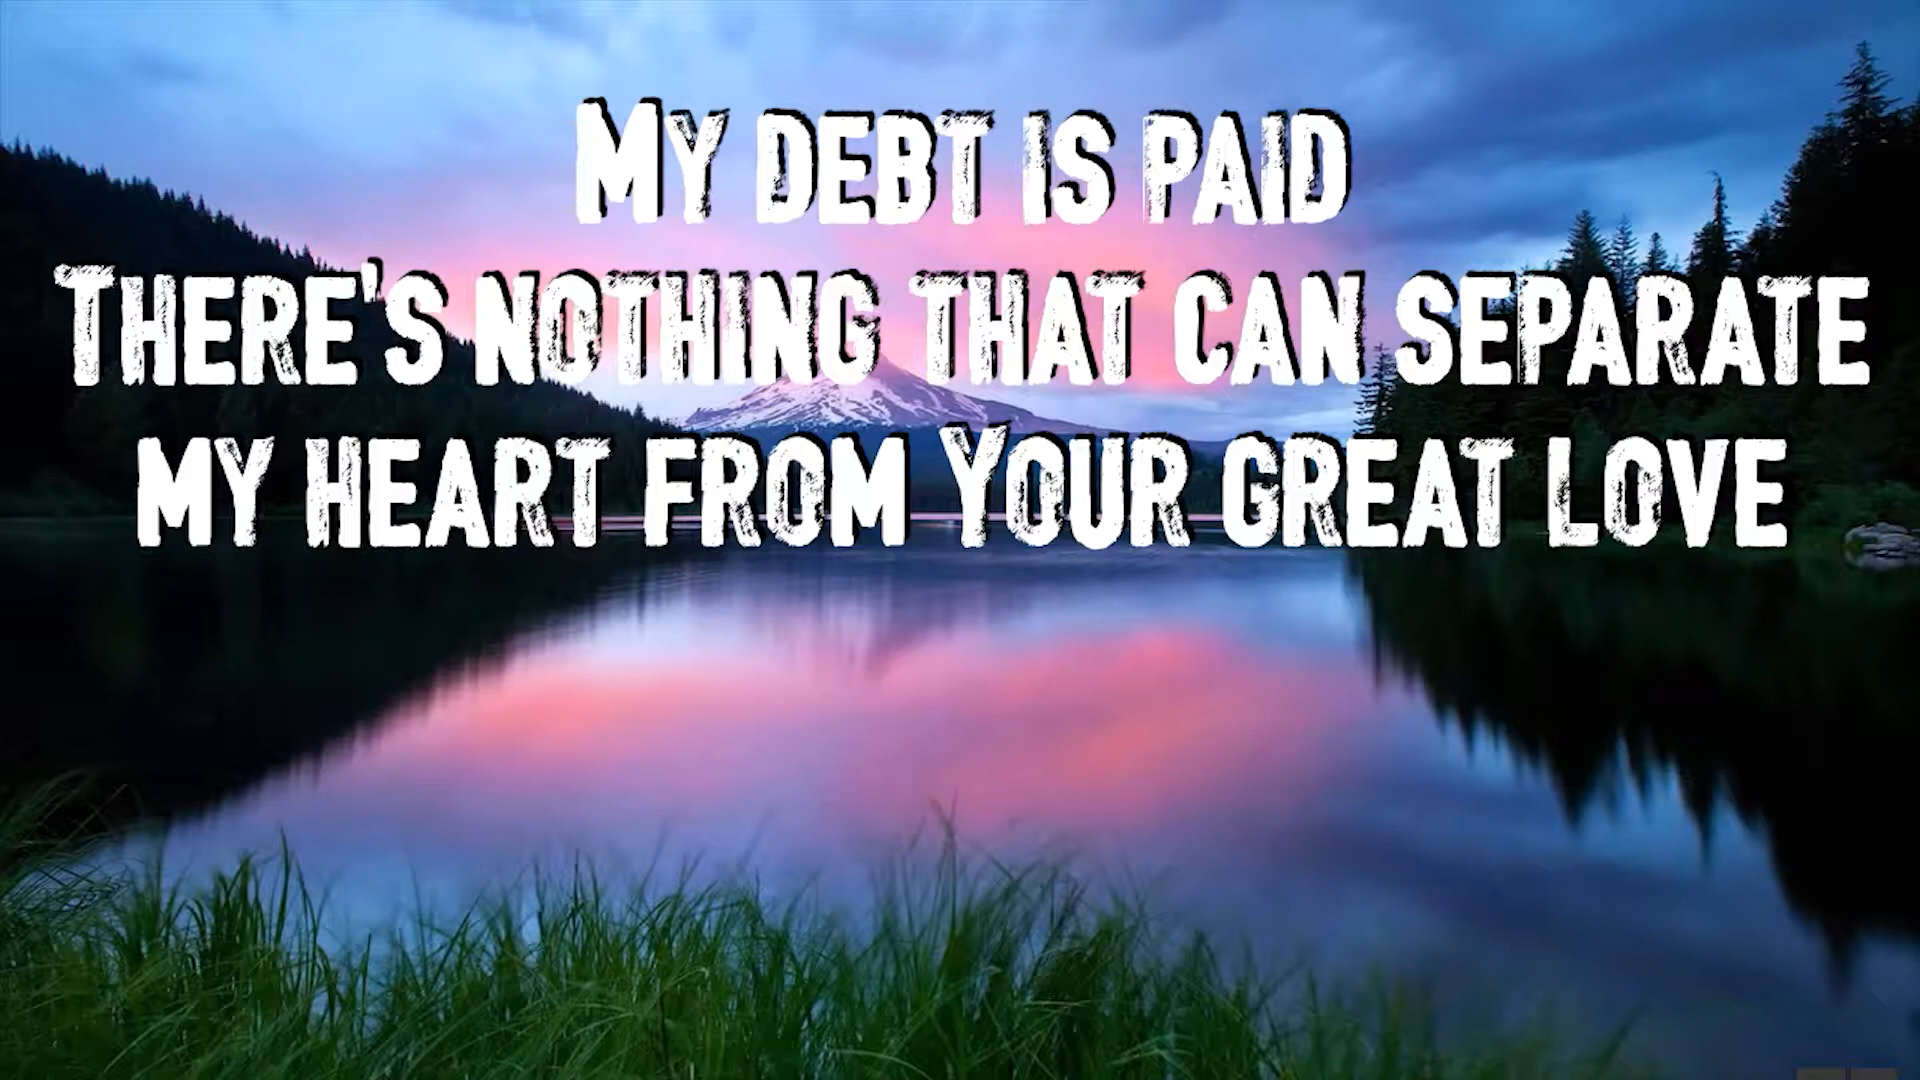 My debt is paid
There's nothing that can separate
my heart from Your great love